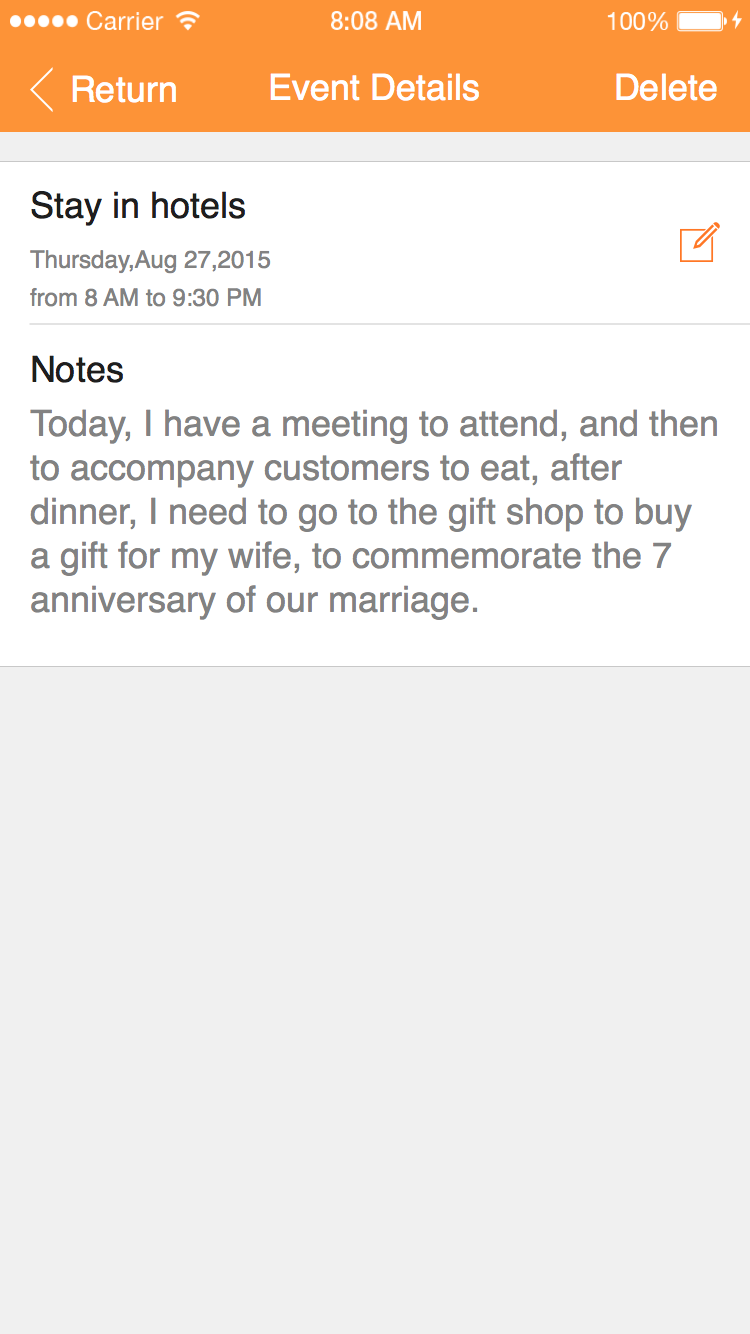 Carrier 8:08 AM 100%
Return Event Details Delete
Stay in hotels
Thursday,Aug 27,2015
from 8 AM to 9:30 PM
Notes
Today, I have a meeting to attend, and then
to accompany customers to eat, after
dinner, I need to go to the gift shop to buy
a gift for my wife, to commemorate the 7
anniversary of our marriage.